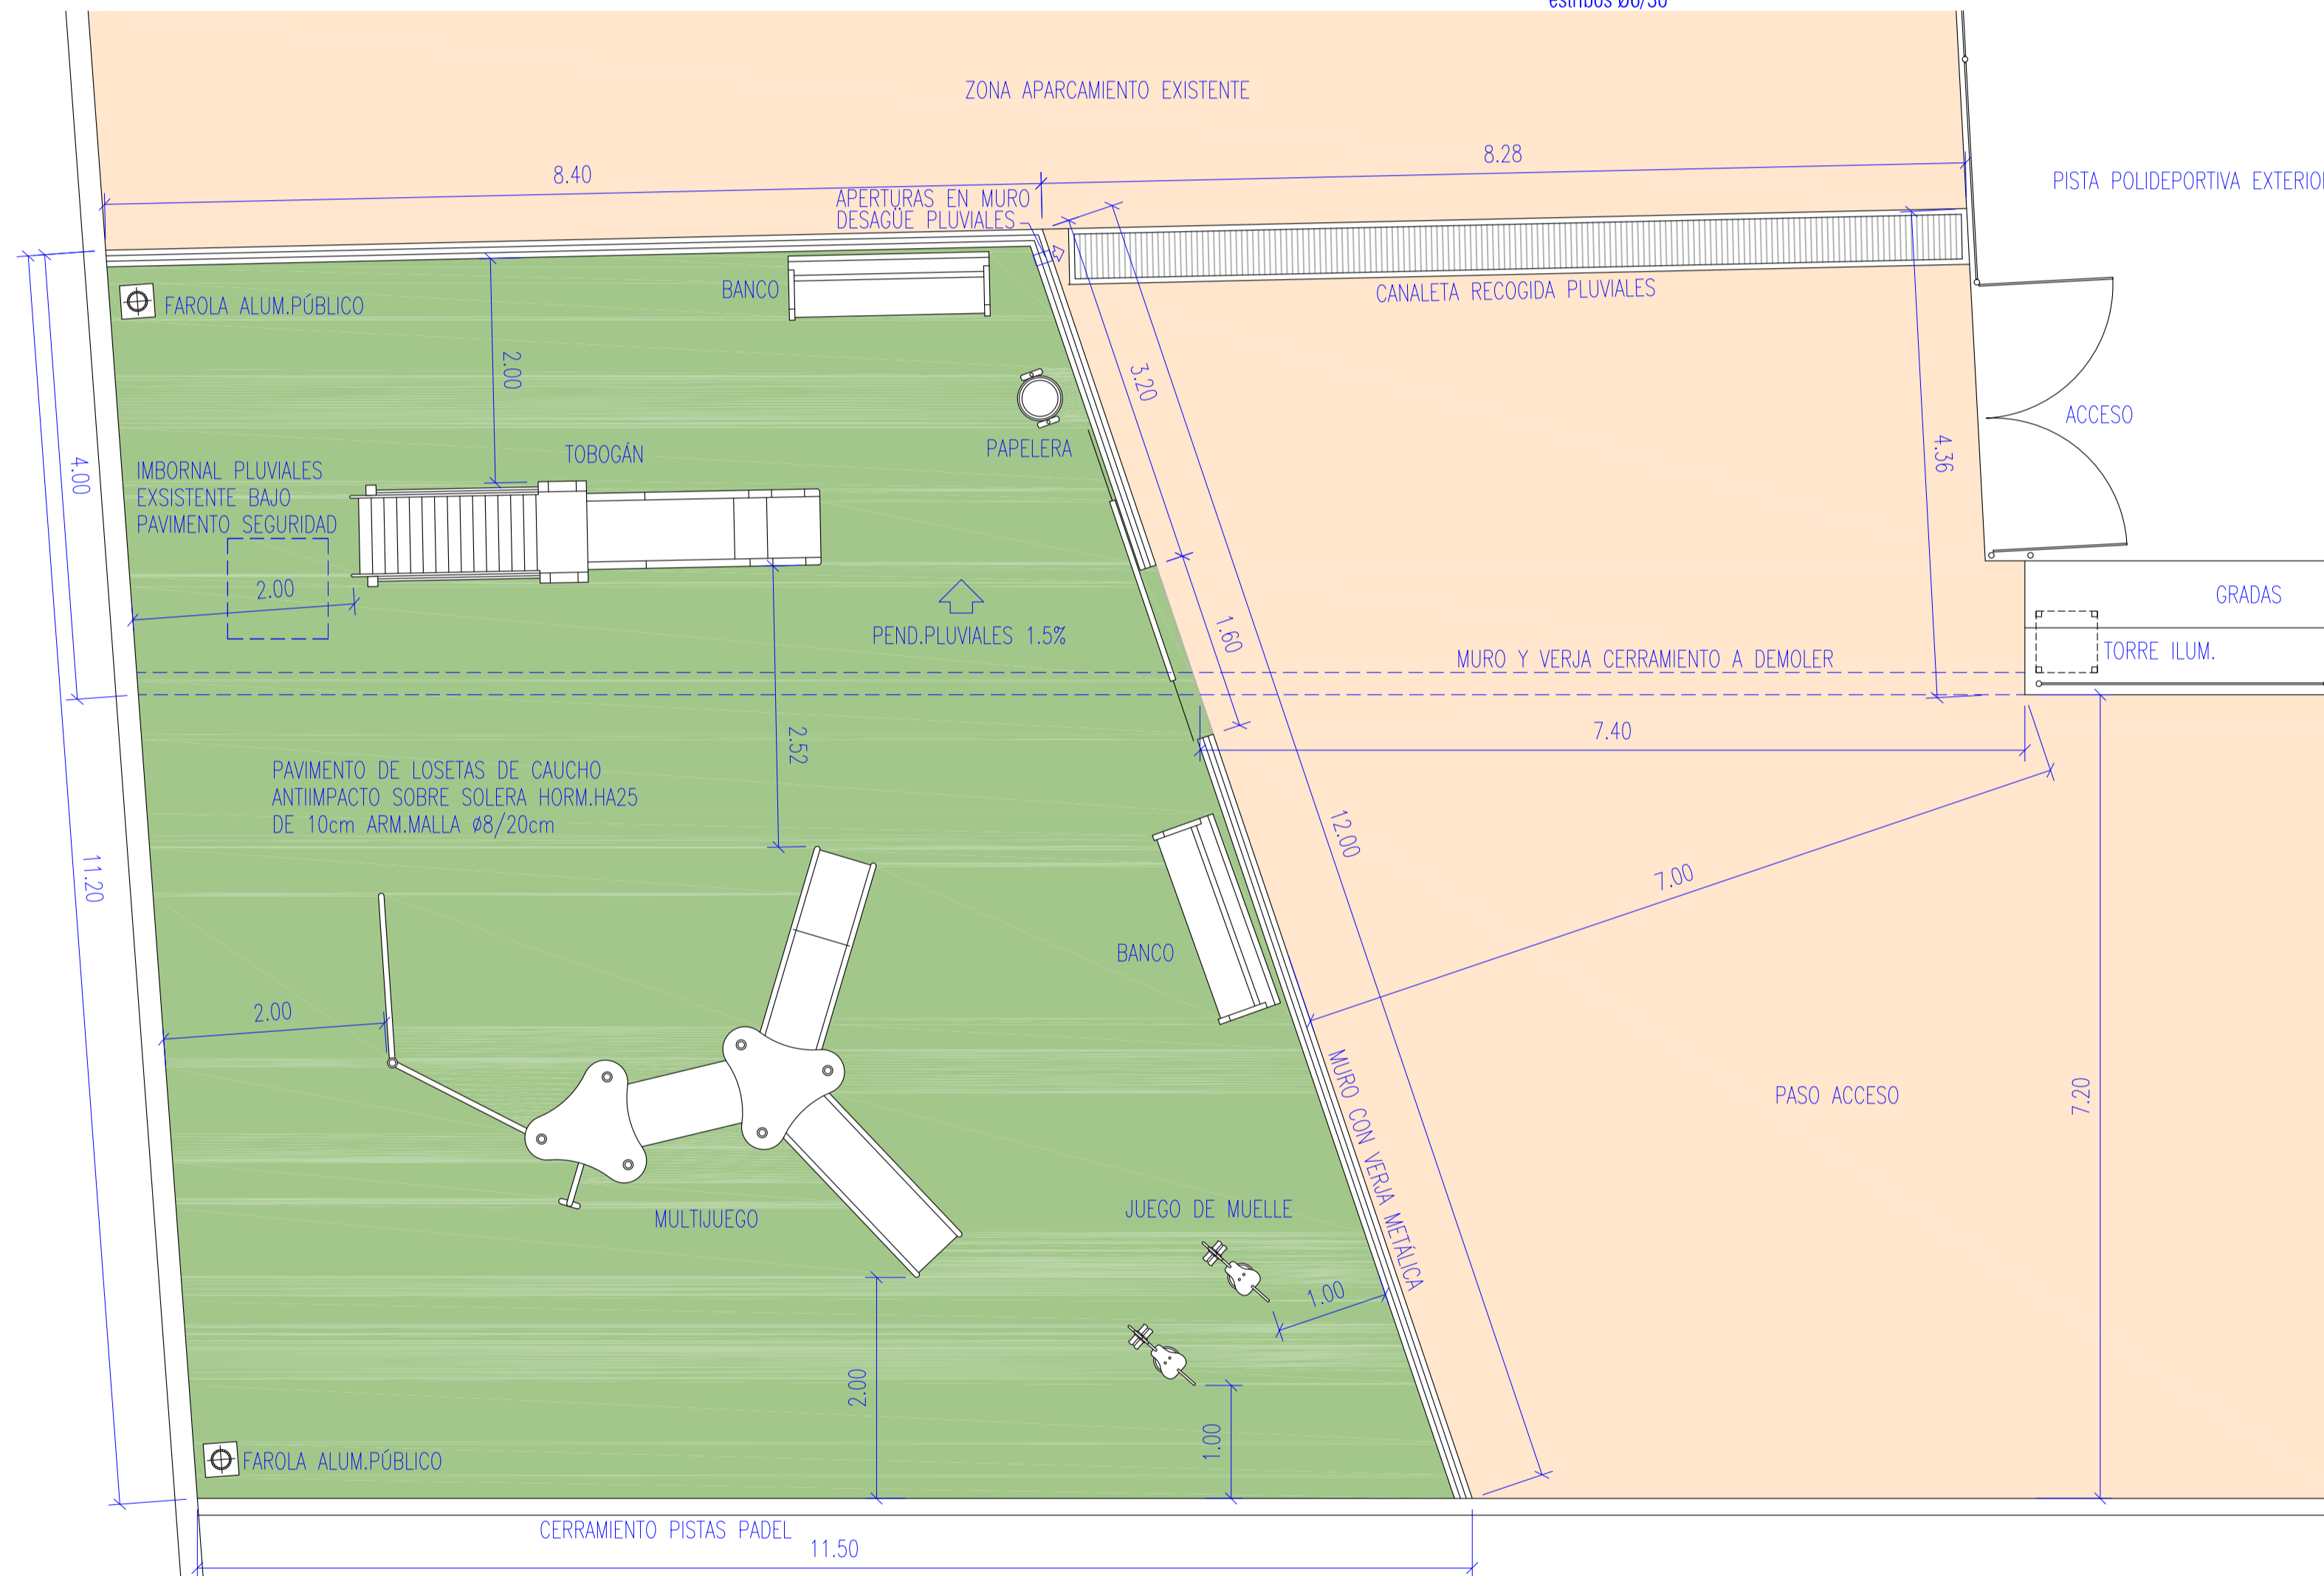 estribos Ø6/30
ZONA APARCAMIENTO EXISTENTE
8.40
8.28
PISTA POLIDEPORTIVA EXTERIOR
APERTURAS EN MURO
DESAGÜE PLUVIALES
BANCO
FAROLA ALUM.PÚBLICO
CANALETA RECOGIDA PLUVIALES
2.00
3.20
ACCESO
4.36
PAPELERA
TOBOGÁN
4.00
IMBORNAL PLUVIALES
EXSISTENTE BAJO
PAVIMENTO SEGURIDAD
2.00
GRADAS
PEND.PLUVIALES 1.5%
1.60
MURO Y VERJA CERRAMIENTO A DEMOLER
TORRE ILUM.
2.52
7.40
PAVIMENTO DE LOSETAS DE CAUCHO
ANTIIMPACTO SOBRE SOLERA HORM.HA25
DE 10cm ARM.MALLA Ø8/20cm
12.00
11.20
7.00
BANCO
2.00
MURO CON VERJA METÁLICA
PASO ACCESO
7.20
MULTIJUEGO
JUEGO DE MUELLE
1.00
2.00
1.00
FAROLA ALUM.PÚBLICO
CERRAMIENTO PISTAS PADEL
11.50